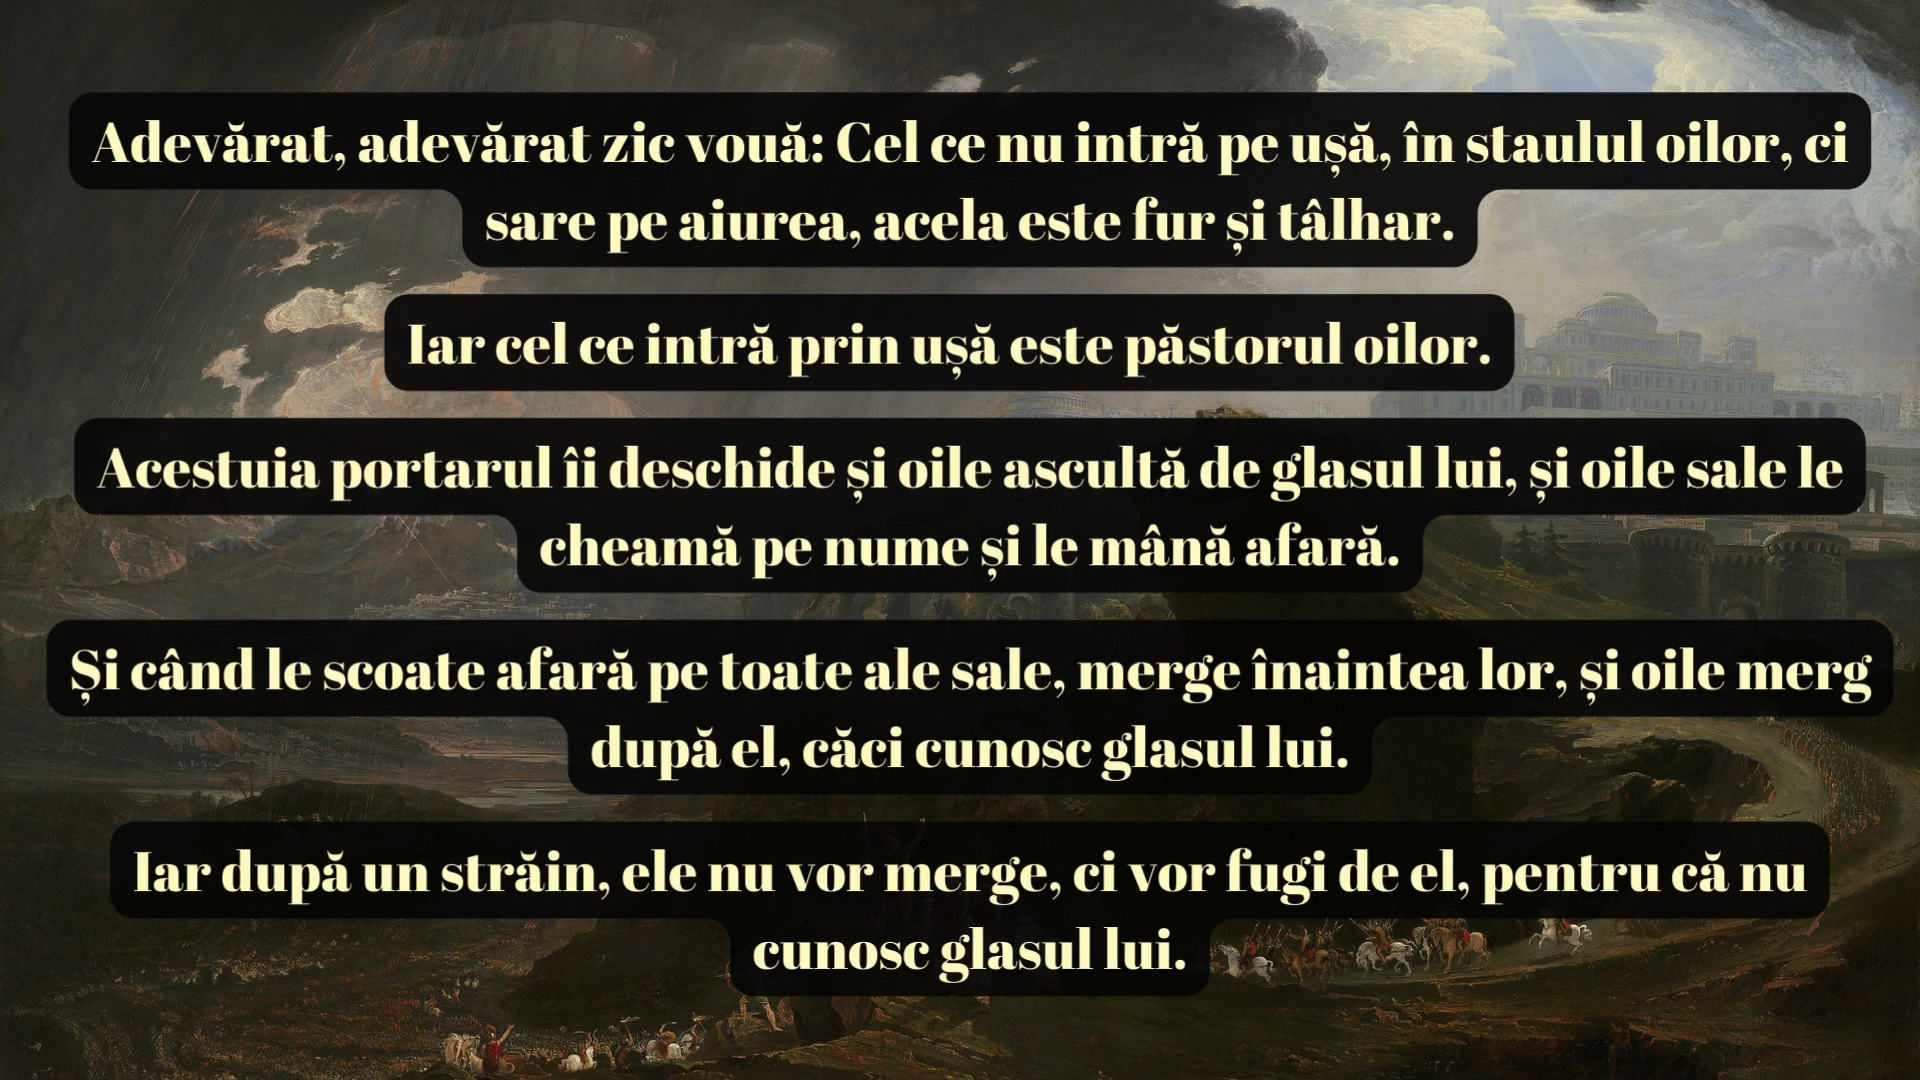 Adevărat, adevărat zic vouă: Cel ce nu intră pe ușă, în staulul oilor, ci
sare pe aiurea, acela este fur și tâlhar.
Iar cel ce intră prin ușă este păstorul oilor.
Acestuia portarul îi deschide și oile ascultă de glasul lui, și oile sale le
cheamă pe nume și le mână afară.
Și când le scoate afară pe toate ale sale, merge înaintea lor, și oile merg
după el, căci cunosc glasul lui.
Iar după un străin, ele nu vor merge, ci vor fugi de el, pentru că nu
cunosc glasul lui.